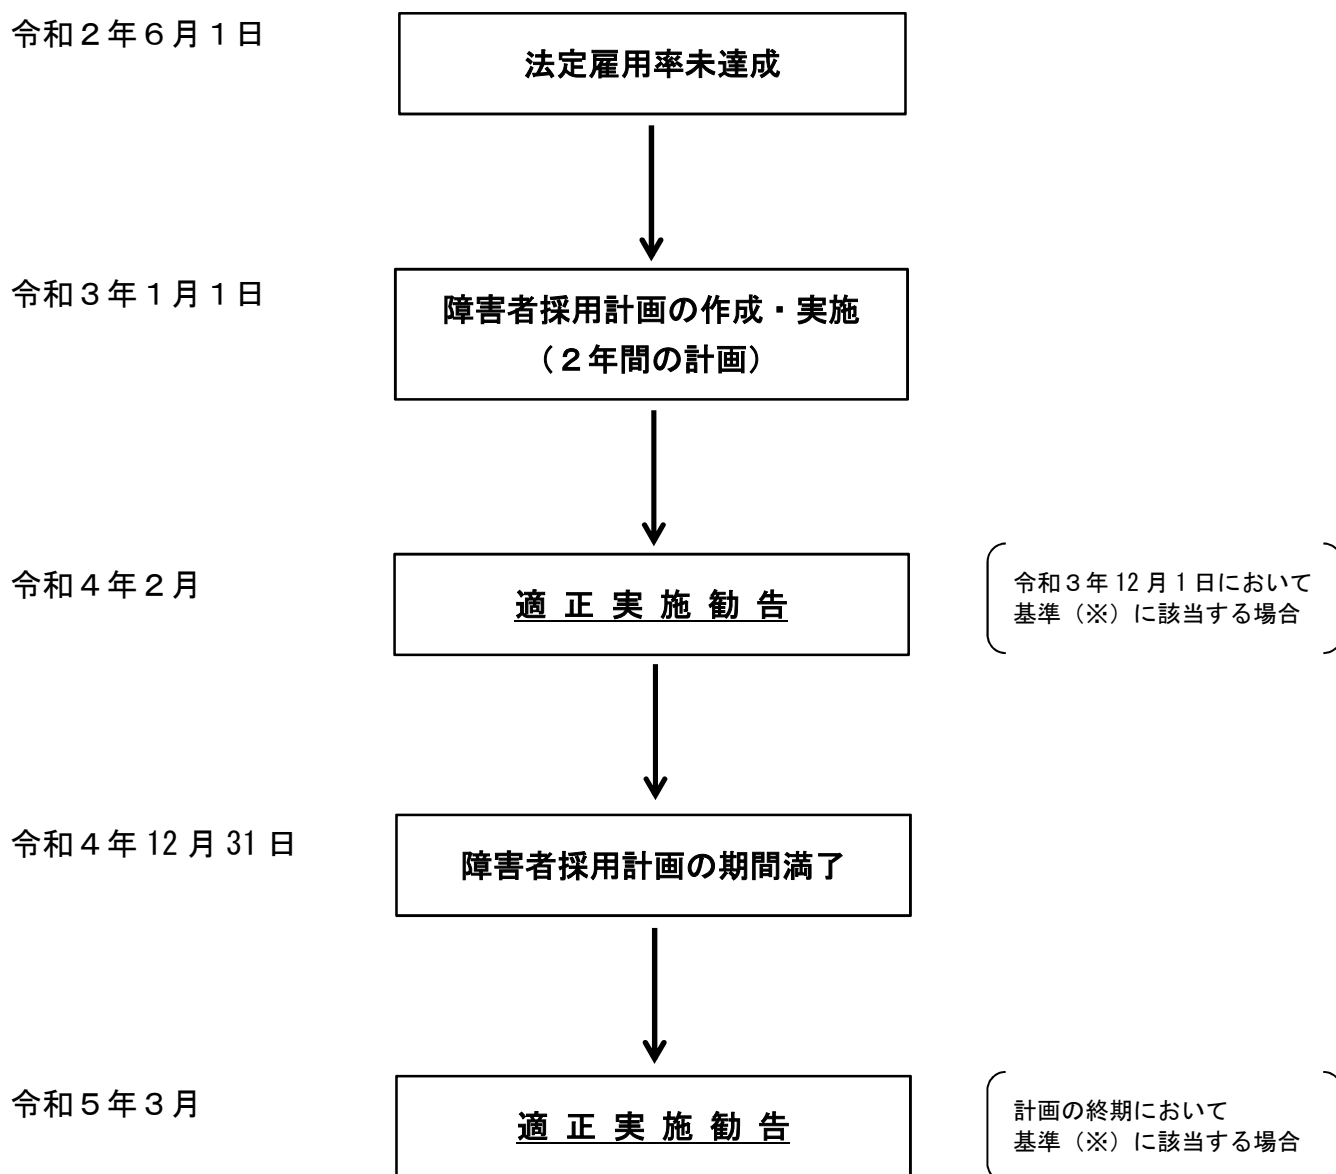 令和２年６月１日
法定雇用率未達成
令和３年１月１日
障害者採用計画の作成・実施
（２年間の計画）
令和４年２月
適 正 実 施 勧 告
令和３年 12 月１日において
基準（※）に該当する場合
令和４年 12 月 31 日
障害者採用計画の期間満了
令和５年３月
適 正 実 施 勧 告
計画の終期において
基準（※）に該当する場合